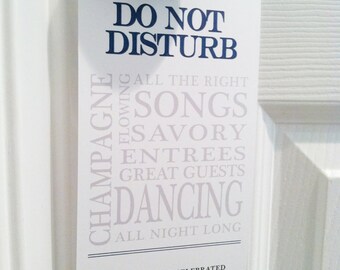 DO NOT
DISTURB
CHAMPAGNE
FLOWING
ALL THE RIGHT
SONGS
SAVORY
ENTREES
GREAT GUESTS
DANCING
ALL NIGHT LONG